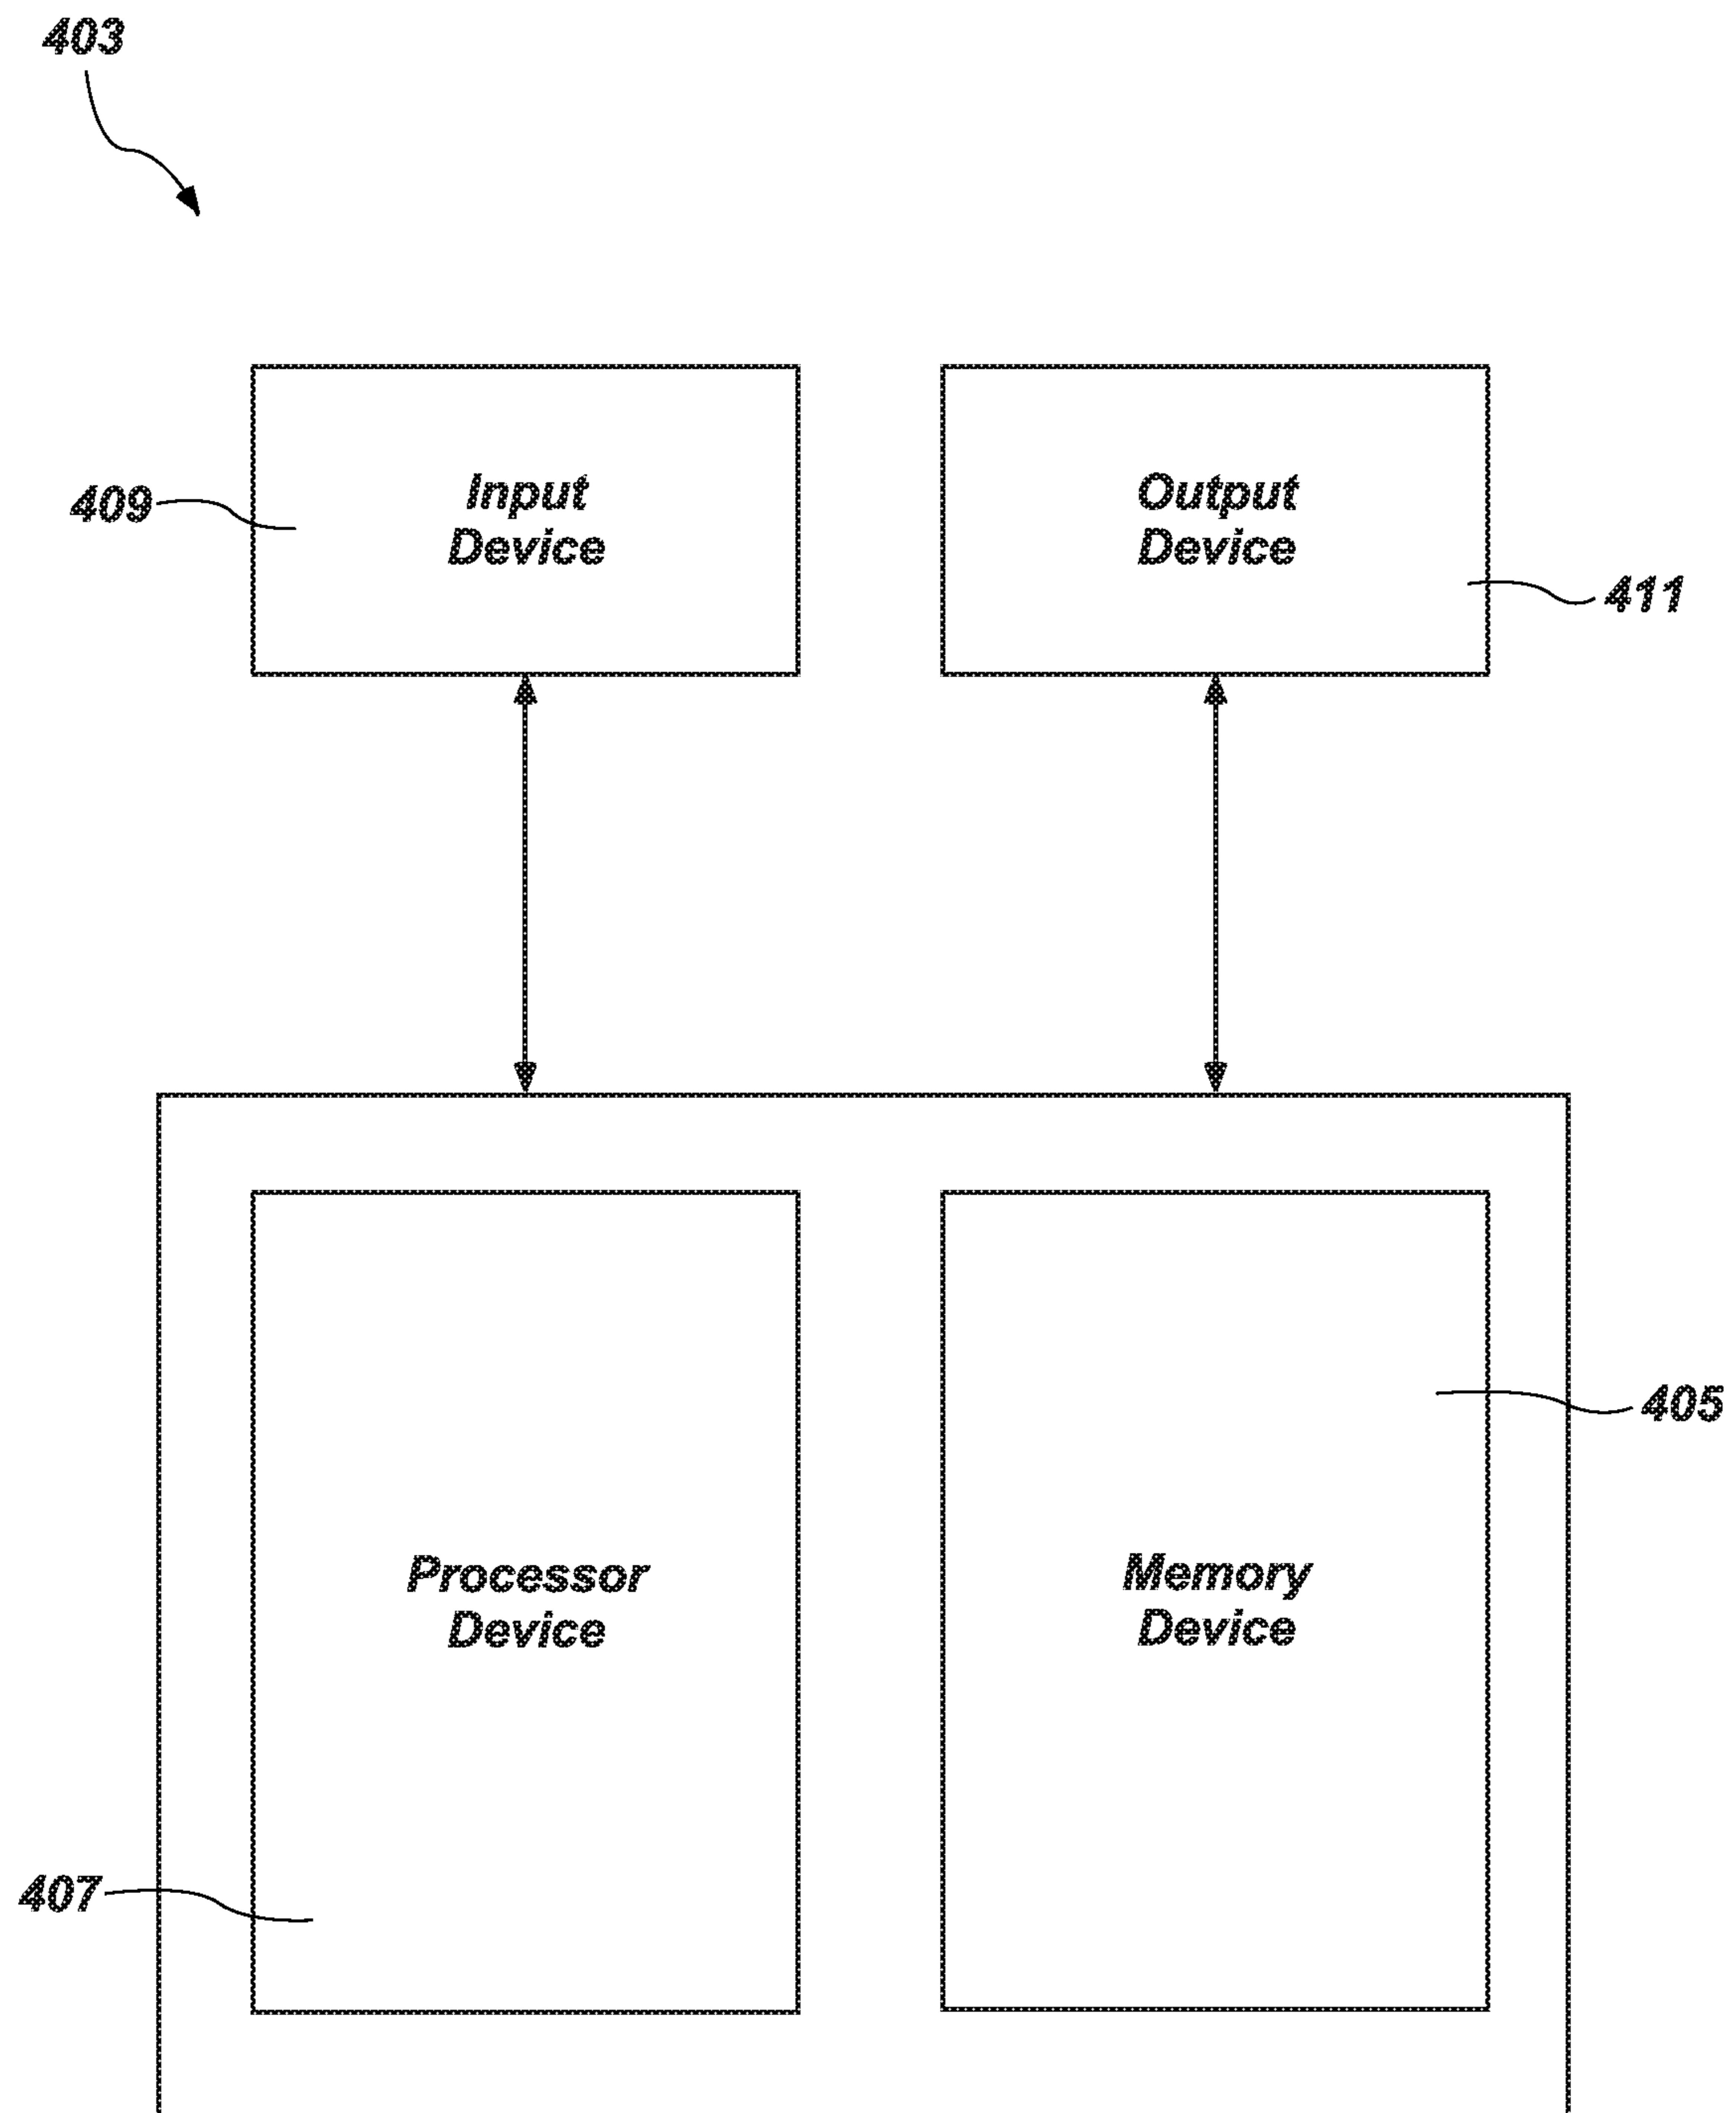 403
Input
Device
409
Output
Device
411
405
Processor
Device
Memory
Device
407